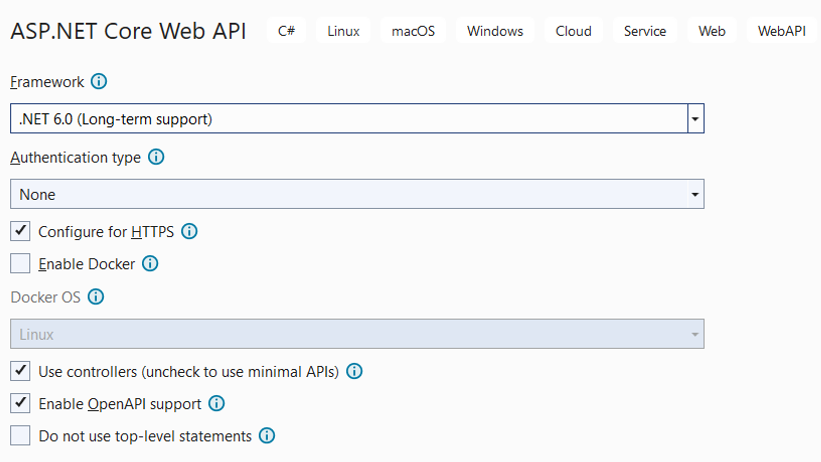 ASP.NET Core Web API C# Linux macOS Windows Cloud Service Web WebAPI
Framework
.NET 6.0 (Long-term support)
Authentication type
None
Configure for HTTPS
Enable Docker
Docker OS
Linux
Use controllers (uncheck to use minimal APIs)
Enable OpenAPI support
Do not use top-level statements